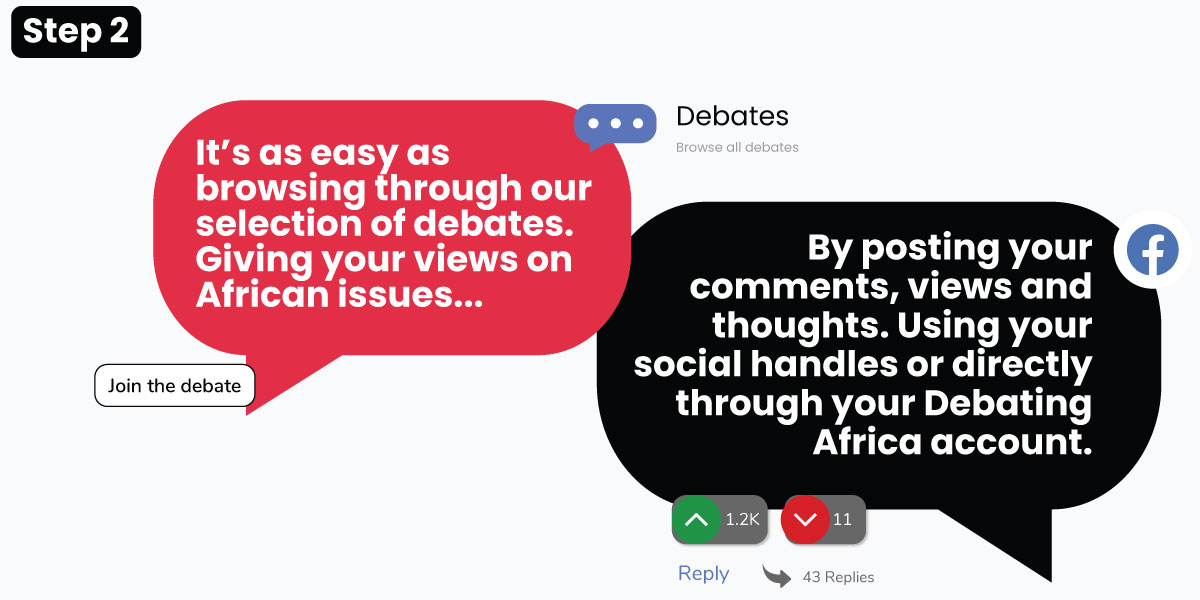 Step 2
It’s as easy as
browsing through our
selection of debates.
Giving your views on
African issues...
Debates
Browse all debates
Join the debate
By posting your
comments, views and
thoughts. Using your
social handles or directly
through your Debating
Africa account.
1.2K
11
Reply
43 Replies